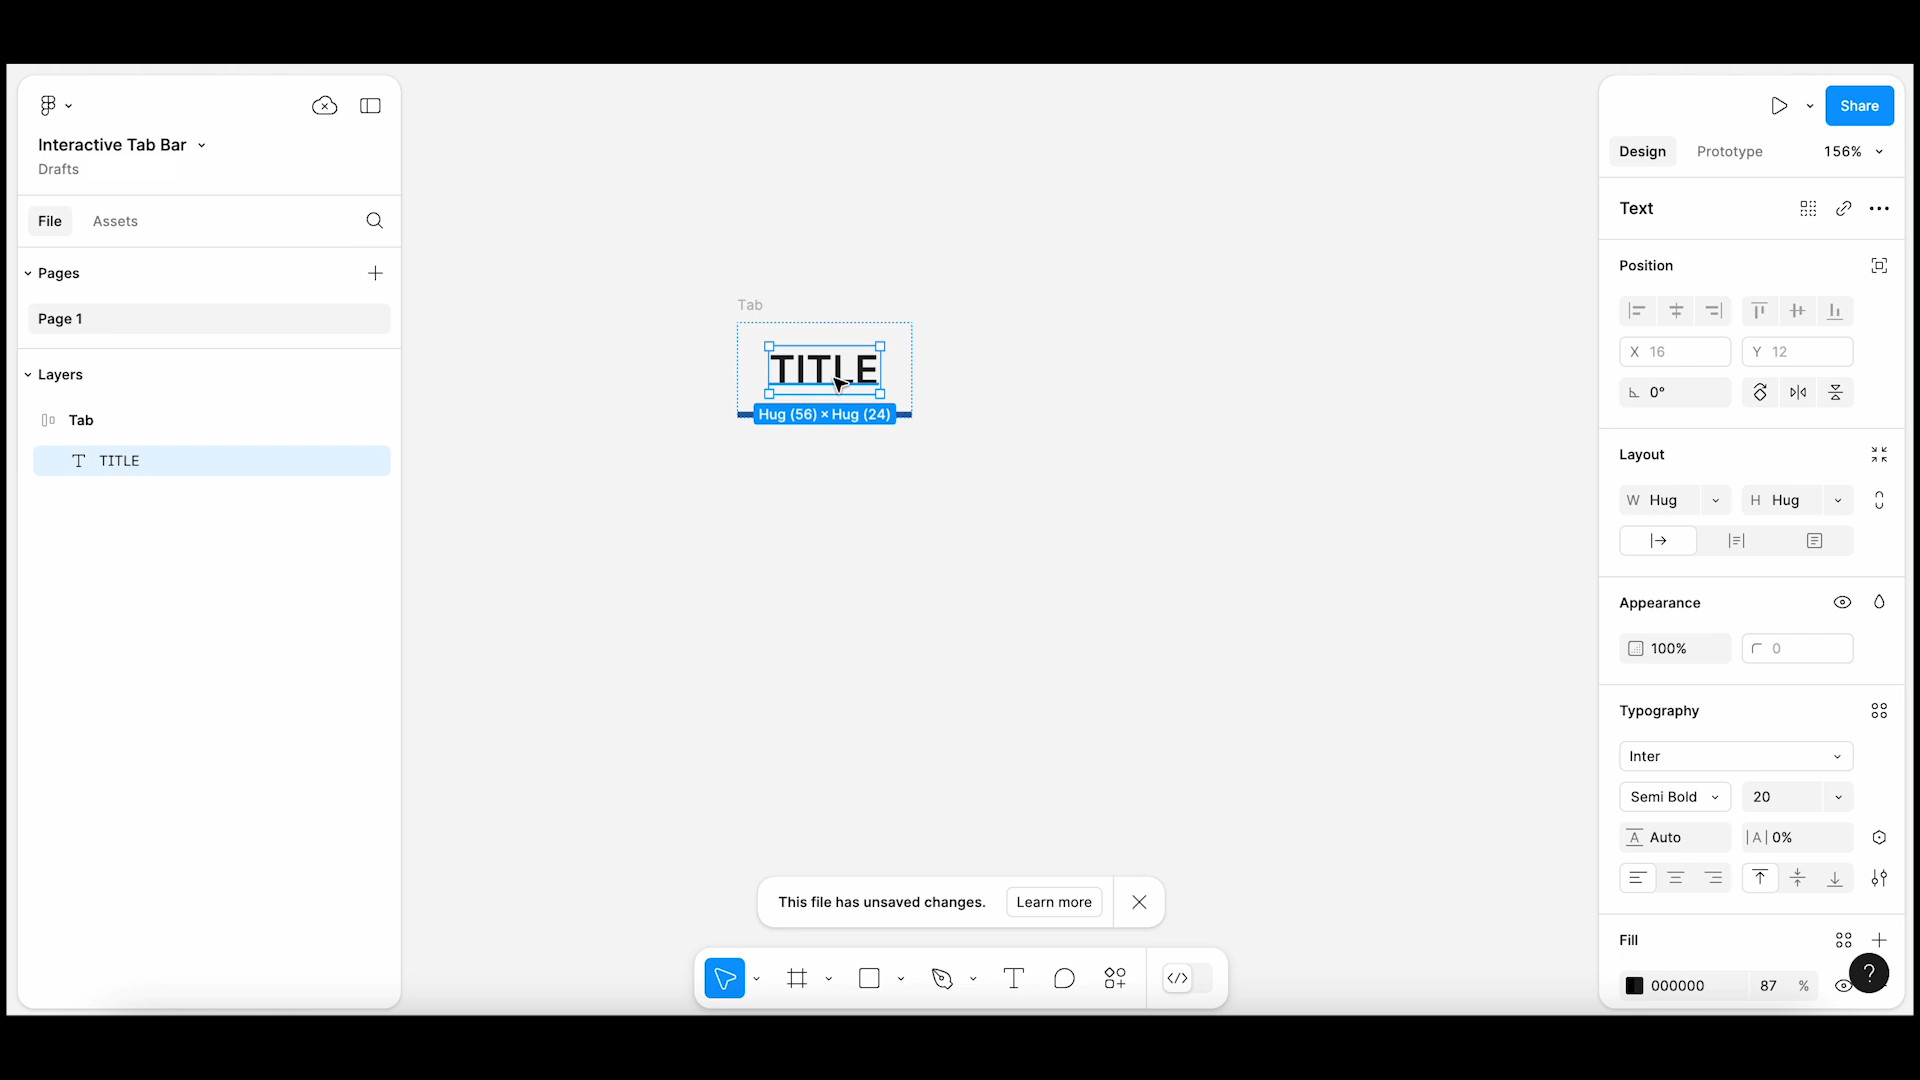 Interactive Tab Bar
Drafts
File
Assets
Pages
Page 1
Layers
Tab
TITLE
Tab
TITLE
Hug (56) × Hug (24)
This file has unsaved changes.
Learn more
Share
Design
Prototype
156%
Text
Position
X 16
Y 12
0°
Layout
W Hug
H Hug
Appearance
100%
0
Typography
Inter
Semi Bold
20
A Auto
|A| 0%
Fill
000000
87 %
?